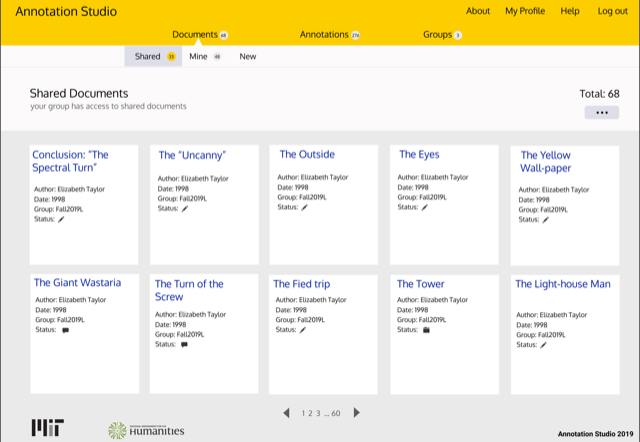 Annotation Studio
About My Profile Help Log out
Documents 68 Annotations 276 Groups 3
Shared Mine New
Shared Documents
your group has access to shared documents
Total: 68
Conclusion: "The
Spectral Turn"
Author: Elizabeth Taylor
Date: 1998
Group: Fall2019L
Status:
The "Uncanny"
Author: Elizabeth Taylor
Date: 1998
Group: Fall2019L
Status:
The Outside
Author: Elizabeth Taylor
Date: 1998
Group: Fall2019L
Status:
The Eyes
Author: Elizabeth Taylor
Date: 1998
Group: Fall2019L
Status:
The Yellow
Wall-paper
Author: Elizabeth Taylor
Date: 1998
Group: Fall2019L
Status:
The Giant Wastaria
Author: Elizabeth Taylor
Date: 1998
Group: Fall2019L
Status:
The Turn of the
Screw
Author: Elizabeth Taylor
Date: 1998
Group: Fall2019L
Status:
The Fied trip
Author: Elizabeth Taylor
Date: 1998
Group: Fall2019L
Status:
The Tower
Author: Elizabeth Taylor
Date: 1998
Group: Fall2019L
Status:
The Light-house Man
Author: Elizabeth Taylor
Date: 1998
Group: Fall2019L
Status:
1 2 3 ... 60
MIT
NATIONAL ENDOWMENT FOR THE
Humanities
Annotation Studio 2019